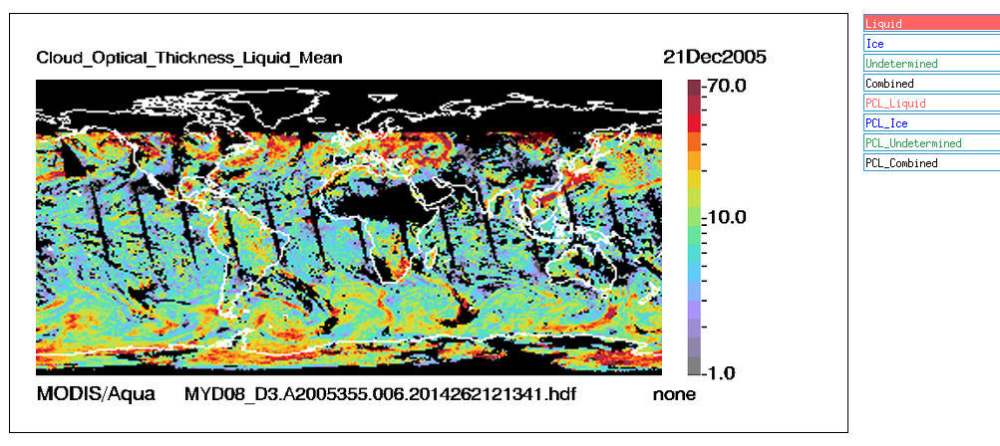 Cloud_Optical_Thickness_Liquid_Mean
21Dec2005
70.0
10.0
1.0
MODIS/Aqua
MYD08_D3.A2005355.006.2014262121341.hdf
none
Liquid
Ice
Undetermined
Combined
PCL_Liquid
PCL_Ice
PCL_Undetermined
PCL_Combined